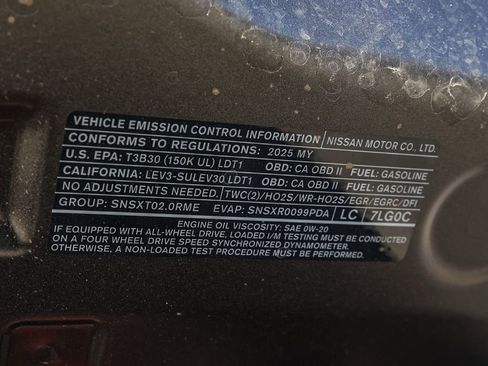 VEHICLE EMISSION CONTROL INFORMATION NISSAN MOTOR CO., LTD.
CONFORMS TO REGULATIONS: 2025 MY
U.S. EPA: T3B30 (150K UL) LDT1 OBD: CA OBD II FUEL: GASOLINE
CALIFORNIA: LEV3-SULEV30 LDT1 OBD: CA OBD II FUEL: GASOLINE
NO ADJUSTMENTS NEEDED. TWC(2)/HO2S/WR-HO2S/EGR/EGRC/DFI
GROUP: SNSXT02.0RME EVAP: SNSXR0099PDA LC 7LG0C
ENGINE OIL VISCOSITY: SAE 0W-20
IF EQUIPPED WITH ALL-WHEEL DRIVE, LOADED I/M TESTING MUST BE CONDUCTED
ON A FOUR WHEEL DRIVE SPEED SYNCHRONIZED DYNAMOMETER.
OTHERWISE, A NON-LOADED TEST PROCEDURE MUST BE PERFORMED.